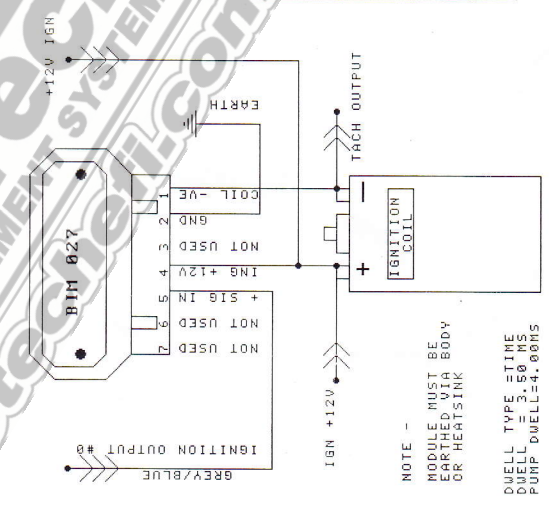 +12V IGN
EARTH
TACH OUTPUT
BIM 027
1 COIL -VE
2 GND
3 NOT USED
4 ING +12V
5 + SIG IN
6 NOT USED
7 NOT USED
IGNITION
COIL
-
+
IGN +12V
IGNITION OUTPUT #0
GREY/BLUE
NOTE -
MODULE MUST BE
EARTHED VIA BODY
OR HEATSINK
DWELL TYPE =TIME
DWELL = 3.50 MS
PUMP DWELL=4.00MS